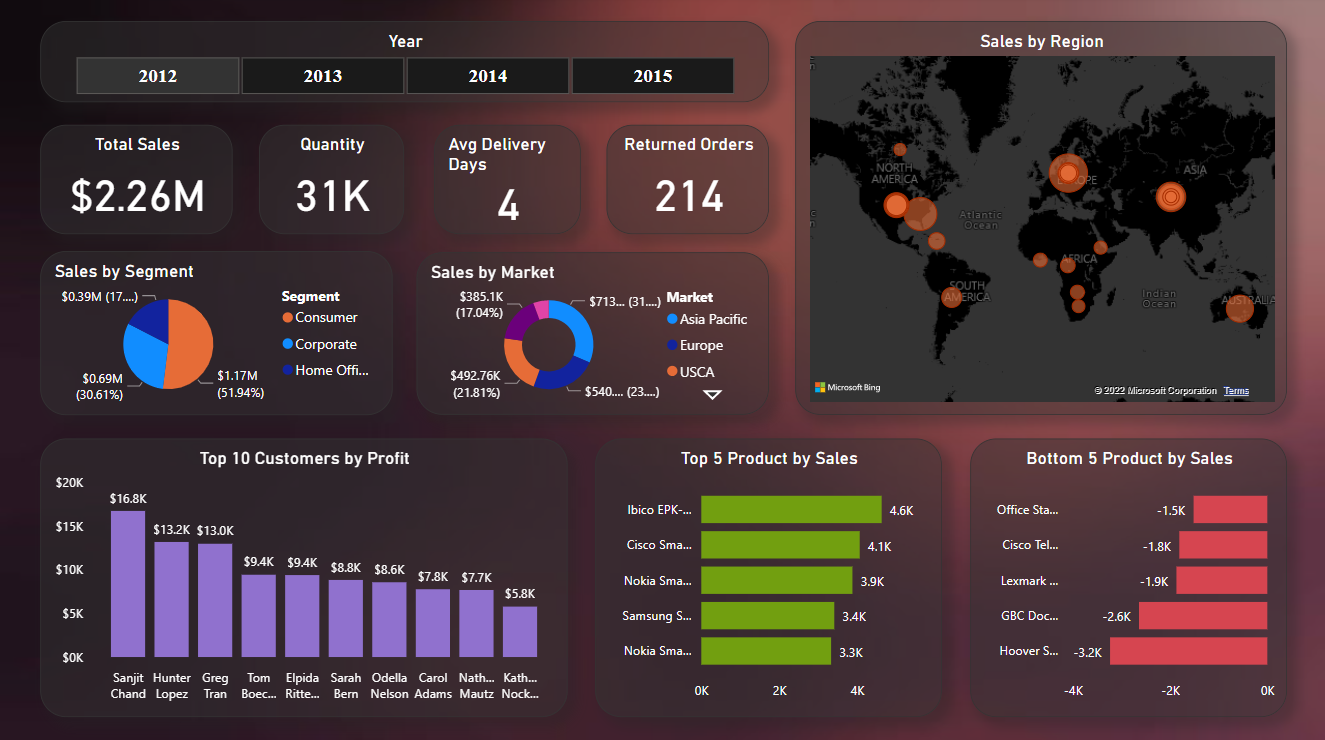 Year
2012
2013
2014
2015
Total Sales
$2.26M
Quantity
31K
Avg Delivery
Days
4
Returned Orders
214
Sales by Region
NORTH
AMERICA
Atlantic
Ocean
ASIA
AFRICA
SOUTH
AMERICA
Indian
Ocean
AUSTRALIA
Microsoft Bing
© 2022 Microsoft Corporation
Terms
Sales by Segment
$0.39M (17....)
$0.69M
(30.61%)
$1.17M
(51.94%)
Segment
Consumer
Corporate
Home Offi...
Sales by Market
$385.1K
(17.04%)
$713... (31....)
$492.76K
(21.81%)
$540.... (23....)
Market
Asia Pacific
Europe
USCA
Top 10 Customers by Profit
$20K
$15K
$10K
$5K
$0K
$16.8K
$13.2K
$13.0K
$9.4K
$9.4K
$8.8K
$8.6K
$7.8K
$7.7K
$5.8K
Sanjit
Chand
Hunter
Lopez
Greg
Tran
Tom
Boec...
Elpida
Ritte...
Sarah
Bern
Odella
Nelson
Carol
Adams
Nath...
Mautz
Kath...
Nock...
Top 5 Product by Sales
Ibico EPK-...
4.6K
Cisco Sma...
4.1K
Nokia Sma...
3.9K
Samsung S...
3.4K
Nokia Sma...
3.3K
0K
2K
4K
Bottom 5 Product by Sales
Office Sta...
-1.5K
Cisco Tel...
-1.8K
Lexmark ...
-1.9K
GBC Doc...
-2.6K
Hoover S...
-3.2K
-4K
-2K
0K